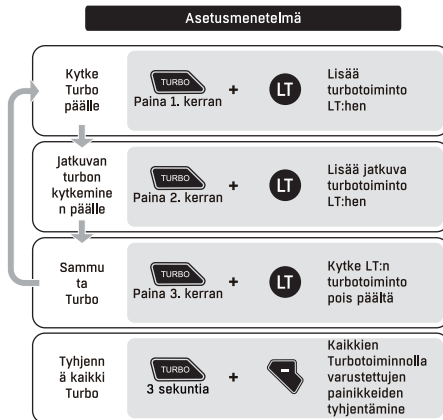 Asetusmenetelmä
Kytke
Turbo
päälle
TURBO
Paina 1. kerran
+
LT
Lisää
turbotoiminto
LT:hen
Jatkuvan
turbon
kytkemine
n päälle
TURBO
Paina 2. kerran
+
LT
Lisää jatkuva
turbotoiminto
LT:hen
Sammu
ta
Turbo
TURBO
Paina 3. kerran
+
LT
Kytke LT:n
turbotoiminto
pois päältä
Tyhjenn
ä kaikki
Turbo
TURBO
3 sekuntia
+
-
Kaikkien
Turbotoiminnolla
varustettujen
painikkeiden
tyhjentämine